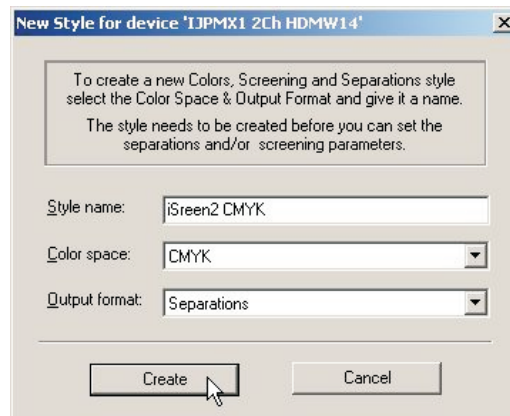 New Style for device 'IJPMX1 2Ch HDMW14'
To create a new Colors, Screening and Separations style
select the Color Space & Output Format and give it a name.
The style needs to be created before you can set the
separations and/or screening parameters.
Style name:
iSreen2 CMYK
Color space:
CMYK
Output format:
Separations
Create
Cancel